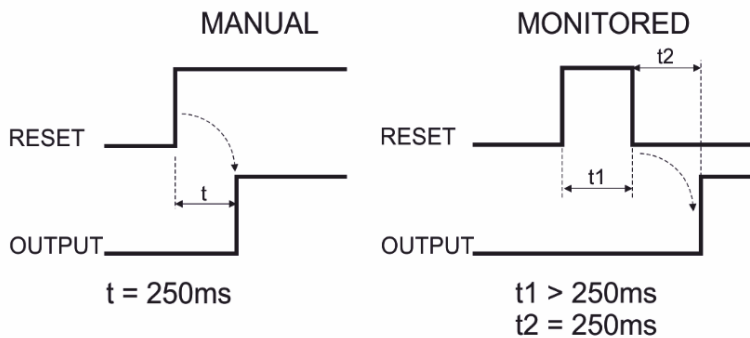 MANUAL
RESET
t
OUTPUT
t = 250ms
MONITORED
t2
RESET
t1
OUTPUT
t1 > 250ms
t2 = 250ms